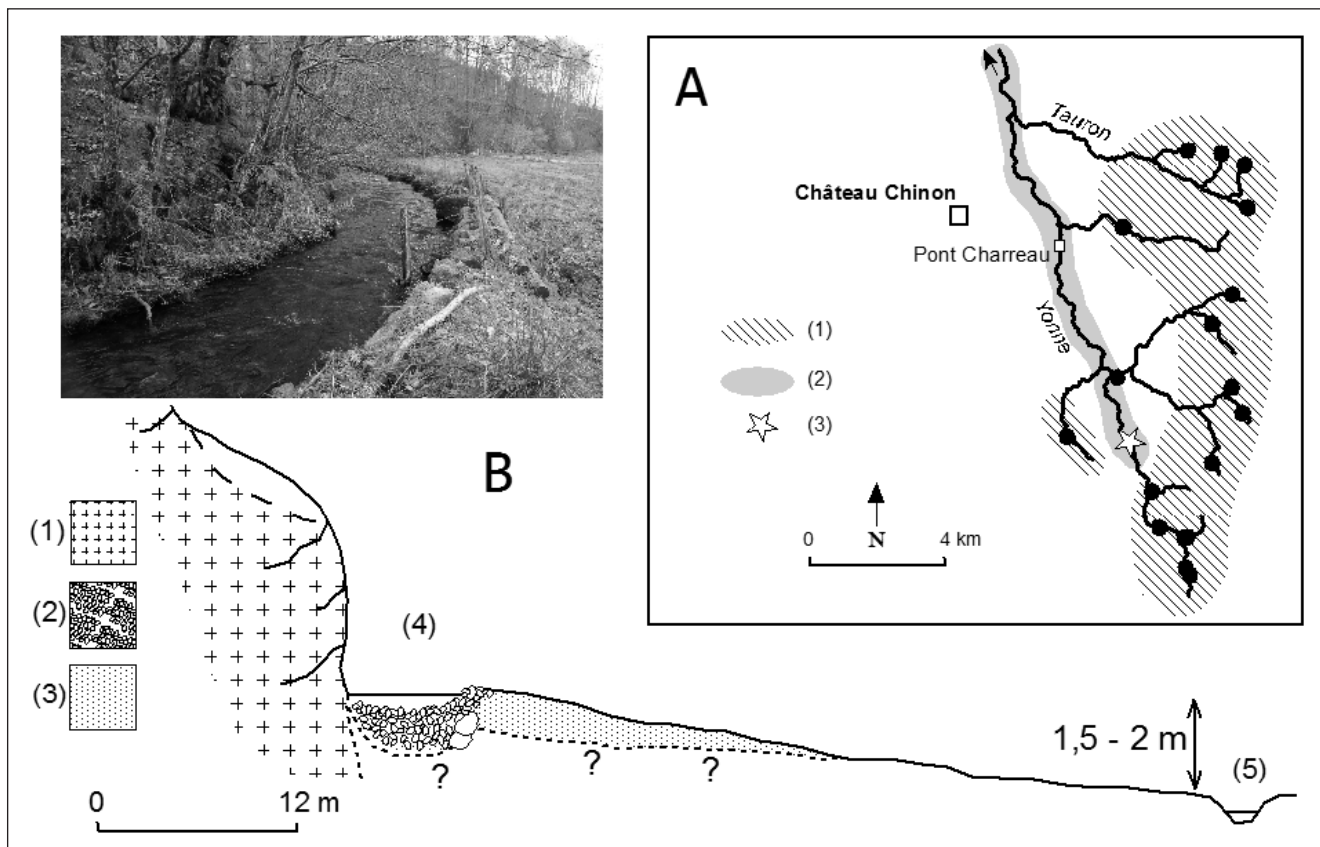 A
Tauron
Château Chinon
Pont Charreau
Yonne
(1)
(2)
(3)
N
0 4 km
B
(1)
(2)
(3)
(4)
? ? ?
1,5 - 2 m
(5)
0 12 m